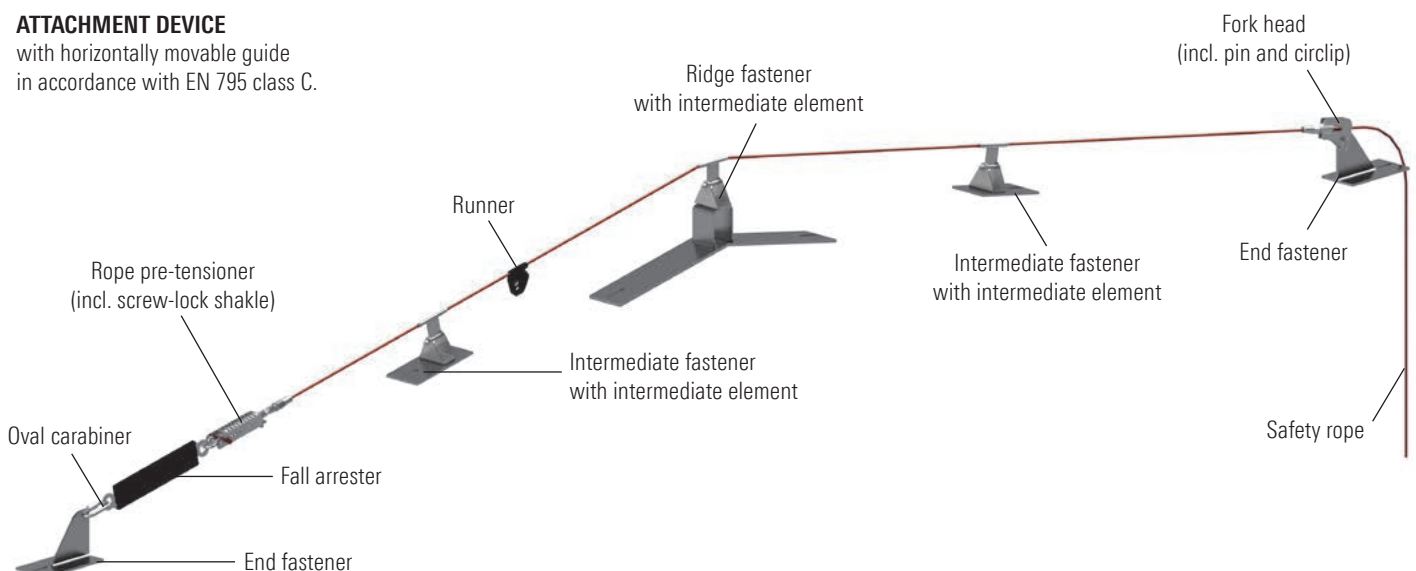 ATTACHMENT DEVICE
with horizontally movable guide
in accordance with EN 795 class C.
Fork head
(incl. pin and circlip)
Ridge fastener
with intermediate element
Runner
Rope pre-tensioner
(incl. screw-lock shakle)
Intermediate fastener
with intermediate element
End fastener
Intermediate fastener
with intermediate element
Oval carabiner
Safety rope
Fall arrester
End fastener